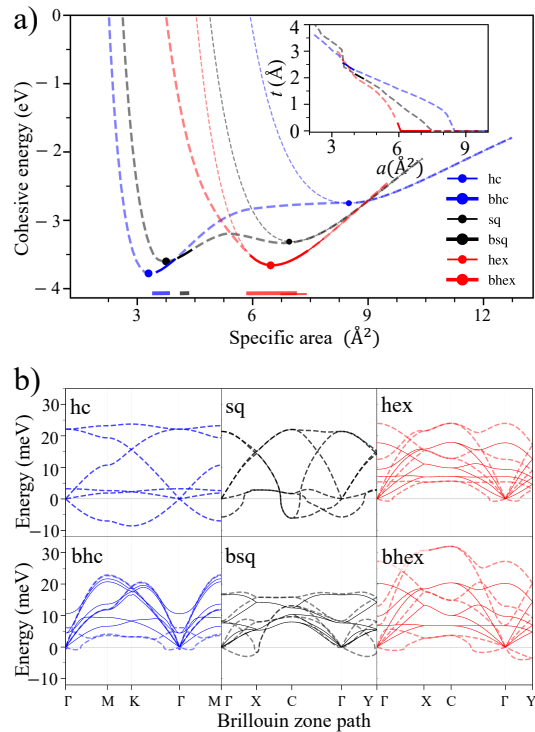 a)
Cohesive energy (eV)
0
−1
−2
−3
−4
3
6
9
12
Specific area (Å²)
t (Å)
4
3
2
1
0
3
6
9
a(Å²)
hc
bhc
sq
bsq
hex
bhex
b)
Energy (meV)
30
20
10
0
−10
hc
sq
hex
Energy (meV)
30
20
10
0
−10
bhc
bsq
bhex
Γ M K Γ M Γ X C Γ Y Γ X C Γ Y
Brillouin zone path